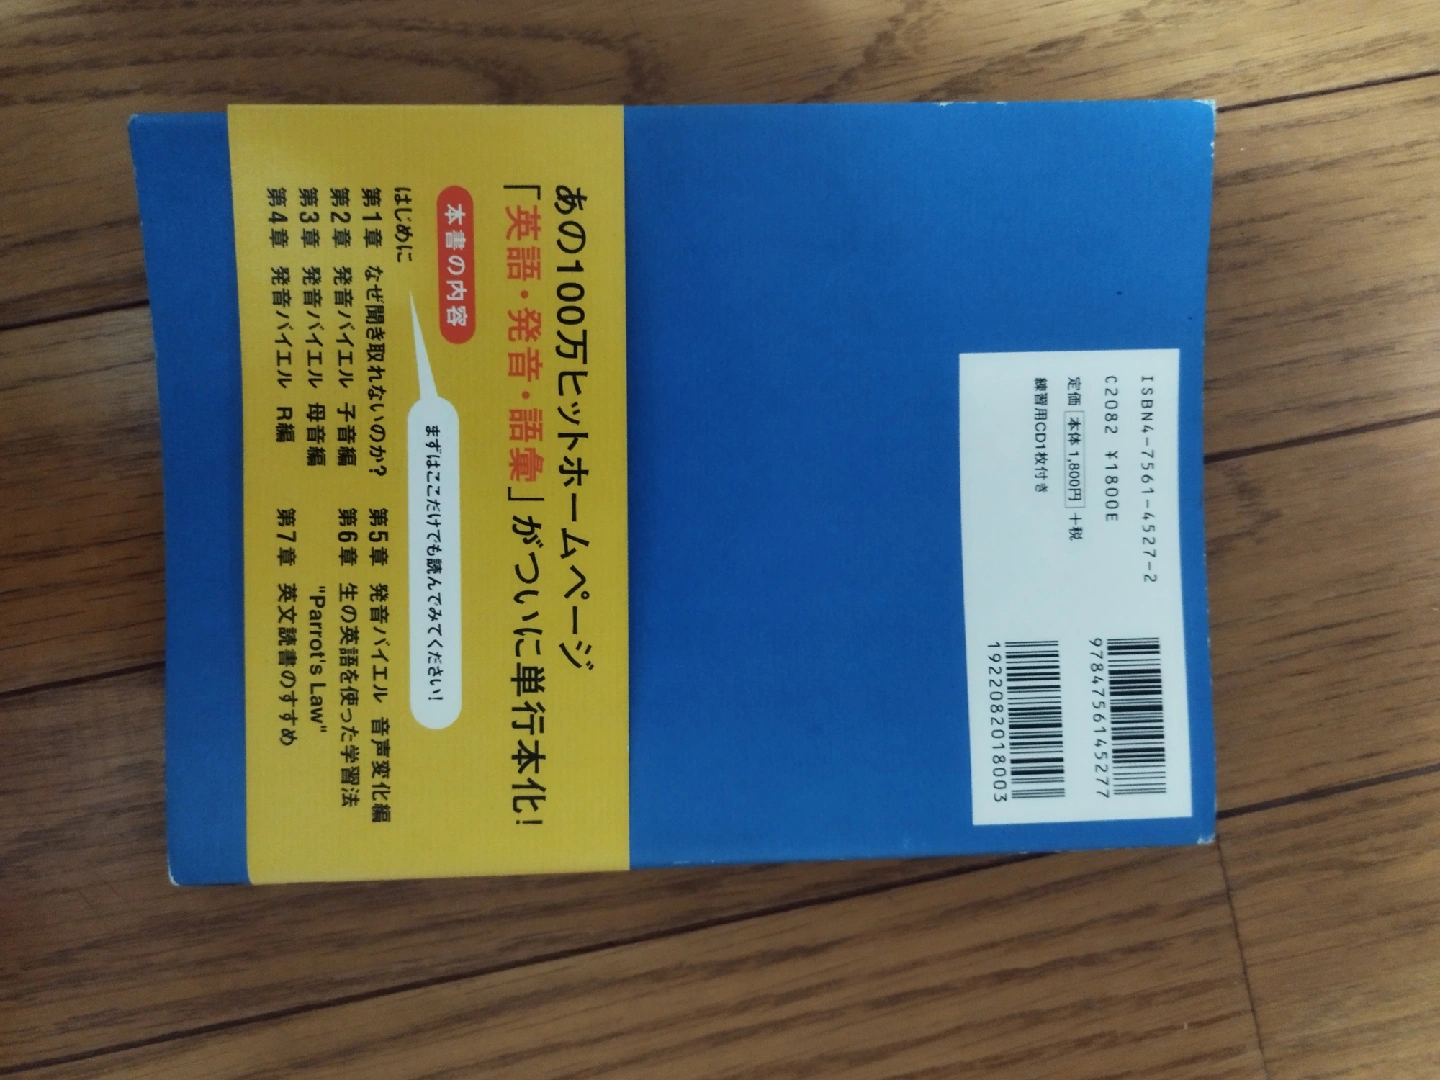 ISBN4-7561-4527-2
C2082 ¥1800E
定価 本体 1,800円 +税
練習用CD1枚付き
9784756145277
1922082018003
あの100万ヒットホームページ
「英語・発音・語彙」がついに単行本化!
本書の内容
まずはここだけでも読んでみてください!
はじめに
第1章 なぜ聞き取れないのか?
第2章 発音バイエル 子音編
第3章 発音バイエル 母音編
第4章 発音バイエル R編
第5章 発音バイエル 音声変化編
第6章 生の英語を使った学習法
"Parrot's Law"
第7章 英文読書のすすめ